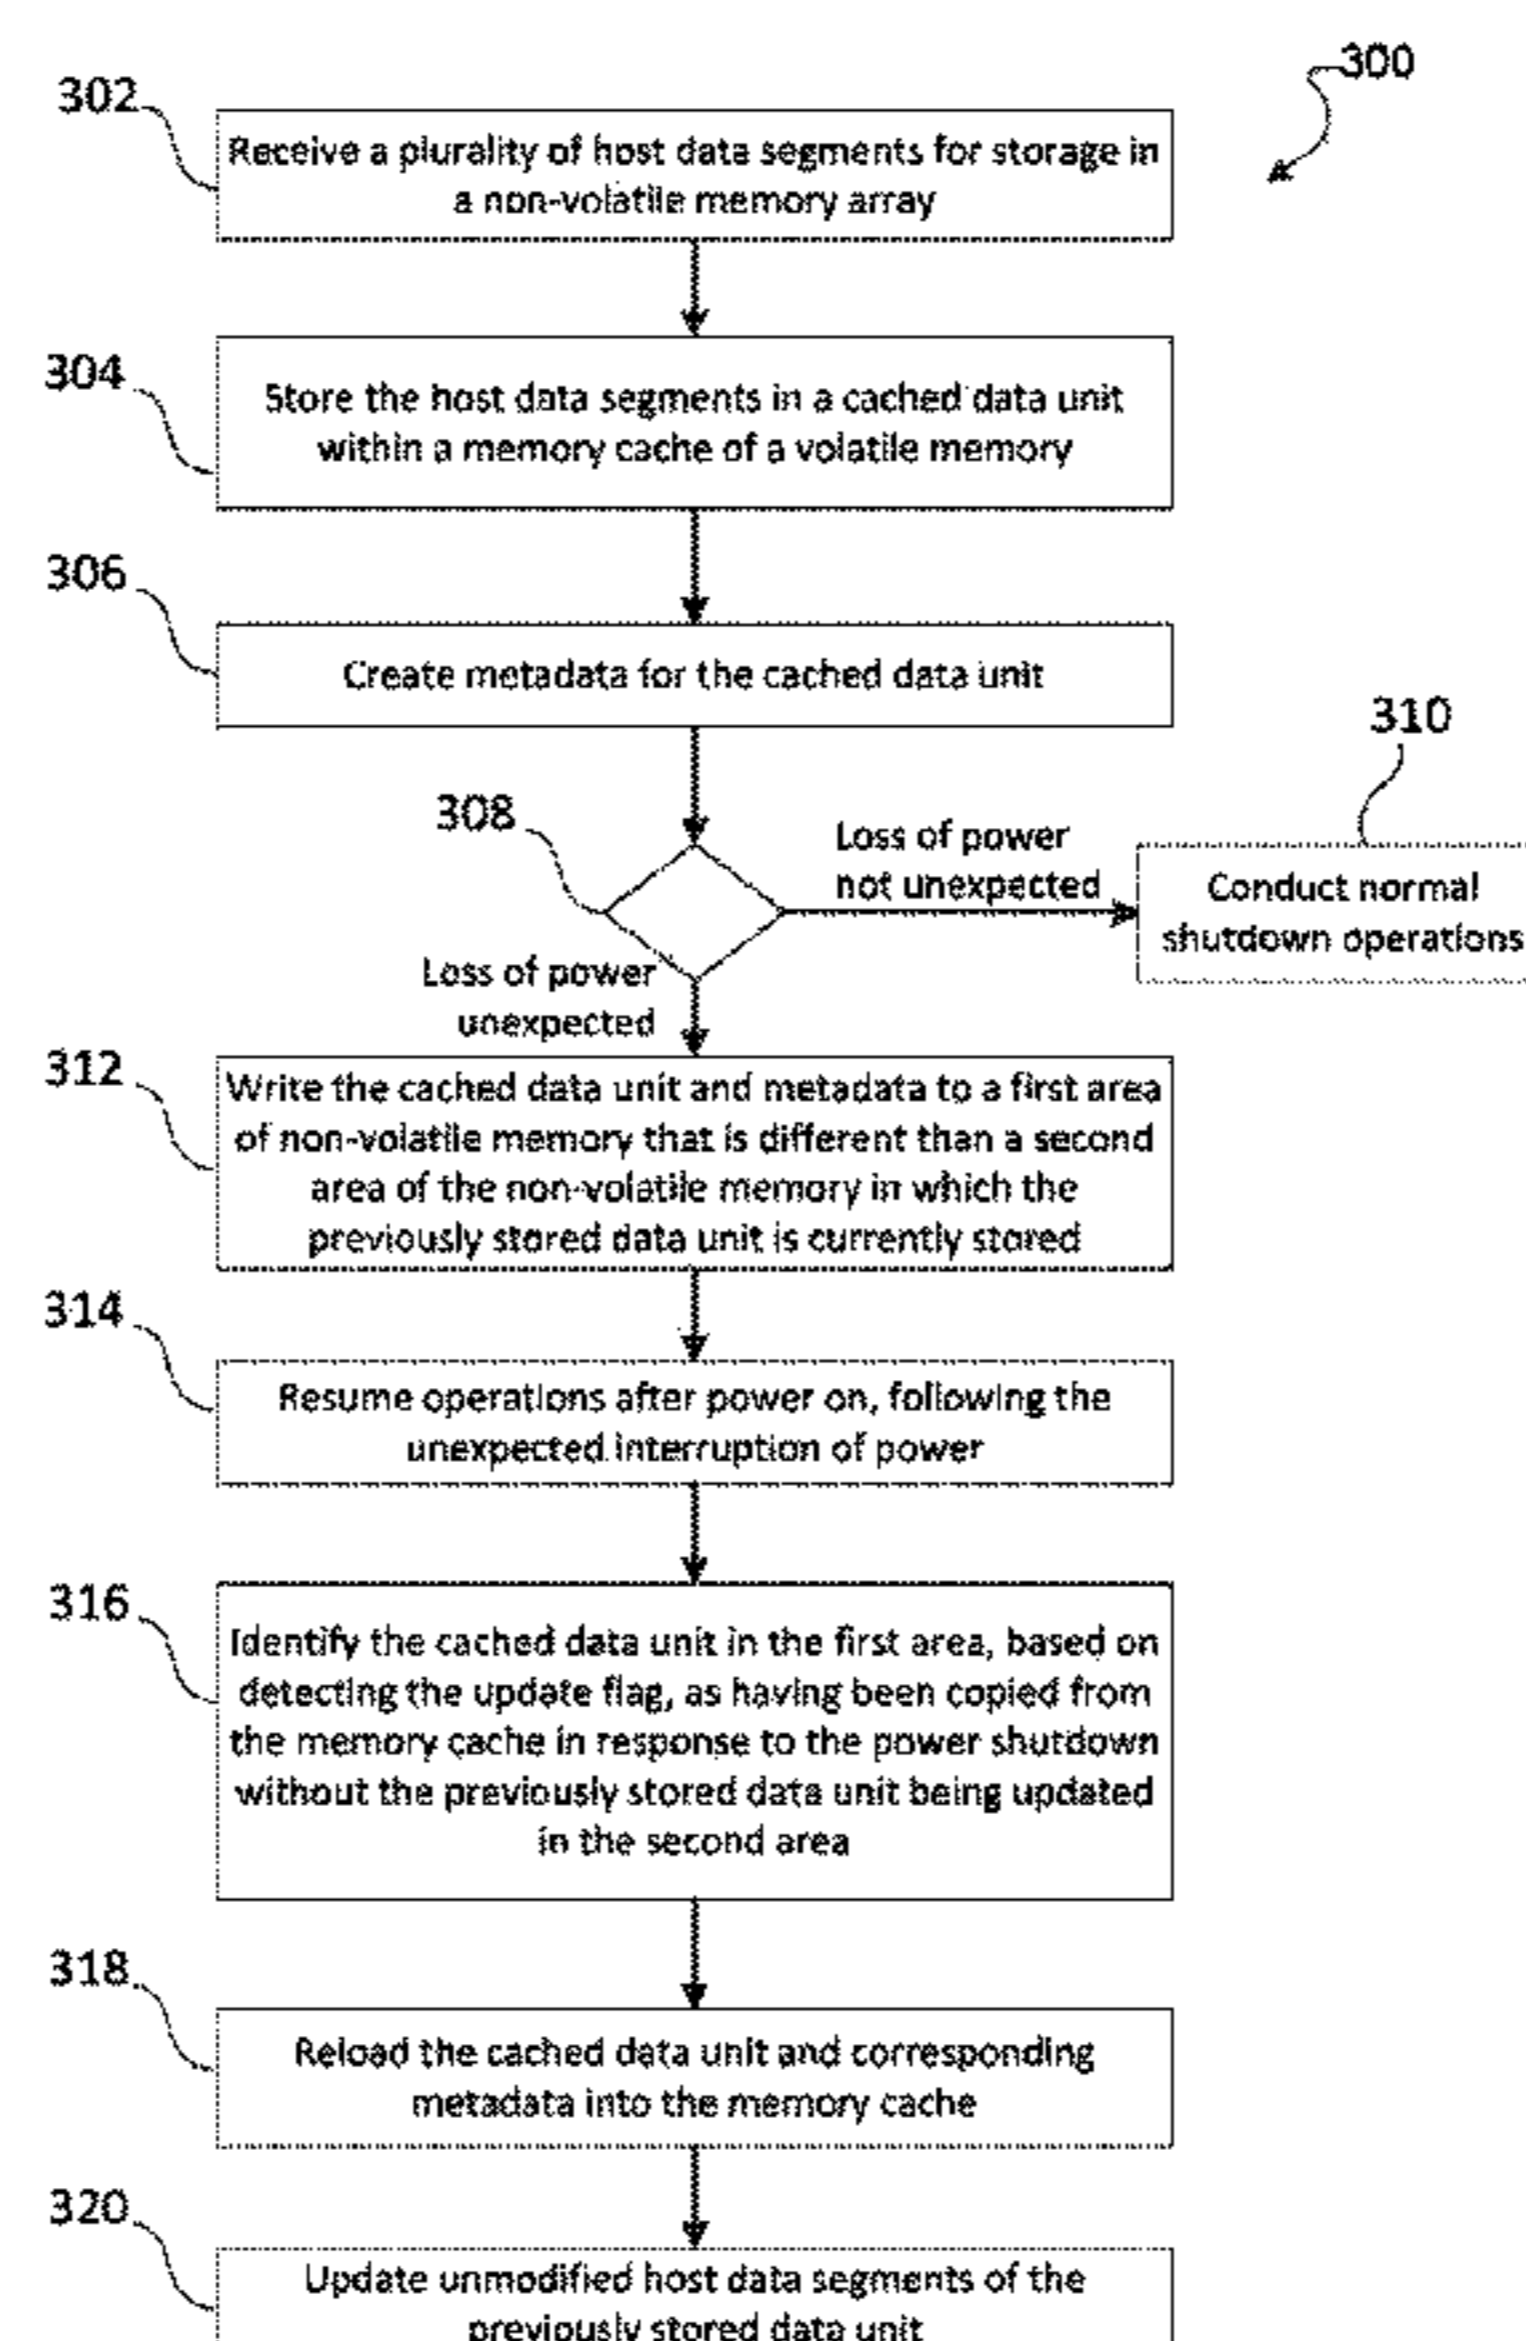 300
302
Receive a plurality of host data segments for storage in
a non-volatile memory array
304
Store the host data segments in a cached data unit
within a memory cache of a volatile memory
306
Create metadata for the cached data unit
308
Loss of power
not unexpected
310
Conduct normal
shutdown operations
Loss of power
unexpected
312
Write the cached data unit and metadata to a first area
of non-volatile memory that is different than a second
area of the non-volatile memory in which the
previously stored data unit is currently stored
314
Resume operations after power on, following the
unexpected interruption of power
316
Identify the cached data unit in the first area, based on
detecting the update flag, as having been copied from
the memory cache in response to the power shutdown
without the previously stored data unit being updated
in the second area
318
Reload the cached data unit and corresponding
metadata into the memory cache
320
Update unmodified host data segments of the
previously stored data unit